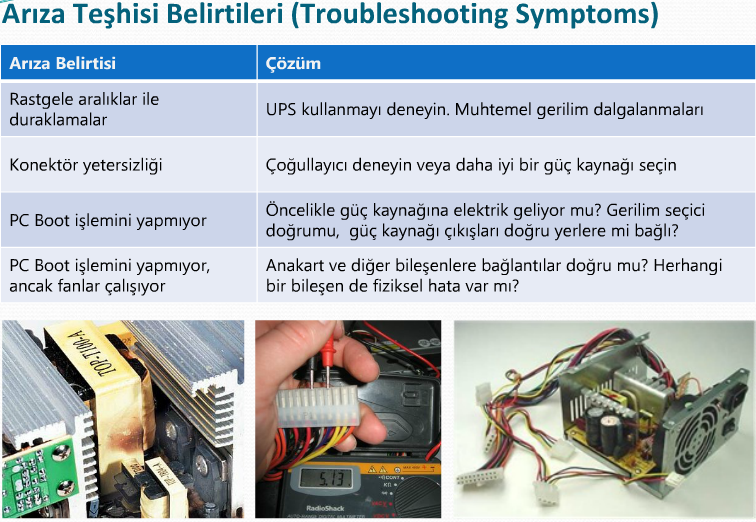 Arıza Teşhisi Belirtileri (Troubleshooting Symptoms)
Arıza Belirtisi
Çözüm
Rastgele aralıklar ile
duraklamalar
UPS kullanmayı deneyin. Muhtemel gerilim dalgalanmaları
Konektör yetersizliği
Çoğullayıcı deneyin veya daha iyi bir güç kaynağı seçin
PC Boot işlemini yapmıyor
Öncelikle güç kaynağına elektrik geliyor mu? Gerilim seçici
doğrumu, güç kaynağı çıkışları doğru yerlere mi bağlı?
PC Boot işlemini yapmıyor,
ancak fanlar çalışıyor
Anakart ve diğer bileşenlere bağlantılar doğru mu? Herhangi
bir bileşen de fiziksel hata var mı?
TOP-T100-A
5.13
RadioShack